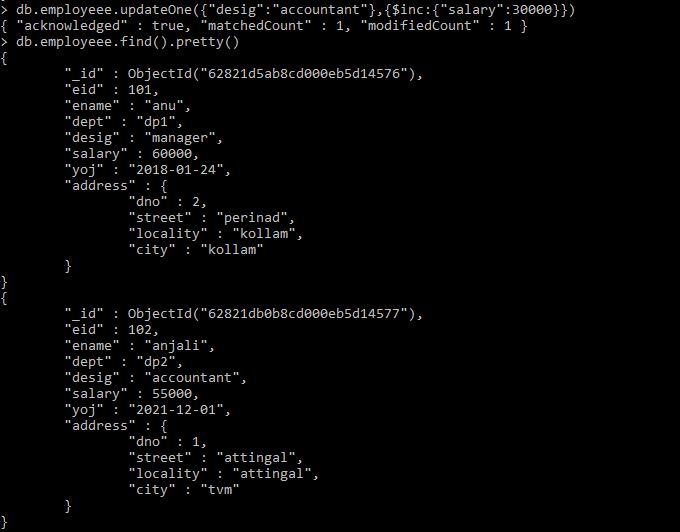 > db.employeee.updateOne({"desig":"accountant"},{$inc:{"salary":30000}})
{ "acknowledged" : true, "matchedCount" : 1, "modifiedCount" : 1 }
> db.employeee.find().pretty()
{
        "_id" : ObjectId("62821d5ab8cd000eb5d14576"),
        "eid" : 101,
        "ename" : "anu",
        "dept" : "dp1",
        "desig" : "manager",
        "salary" : 60000,
        "yoj" : "2018-01-24",
        "address" : {
                "dno" : 2,
                "street" : "perinad",
                "locality" : "kollam",
                "city" : "kollam"
        }
}
{
        "_id" : ObjectId("62821db0b8cd000eb5d14577"),
        "eid" : 102,
        "ename" : "anjali",
        "dept" : "dp2",
        "desig" : "accountant",
        "salary" : 55000,
        "yoj" : "2021-12-01",
        "address" : {
                "dno" : 1,
                "street" : "attingal",
                "locality" : "attingal",
                "city" : "tvm"
        }
}